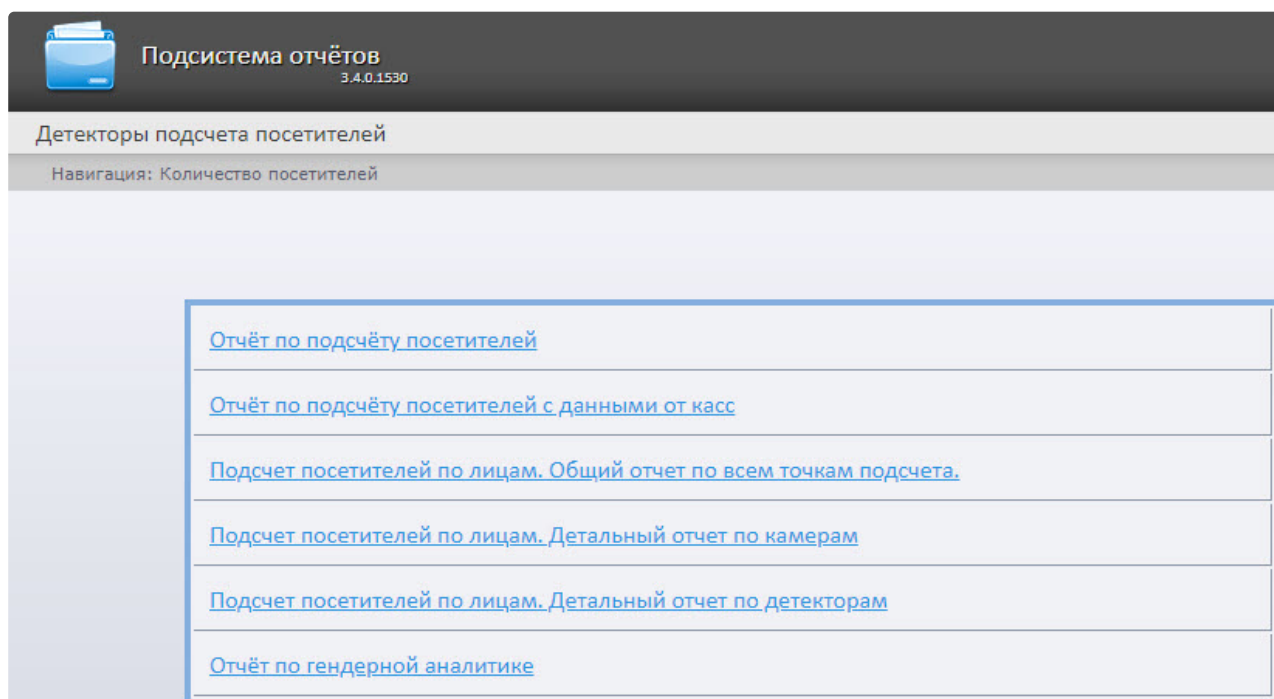 Подсистема отчётов
3.4.0.1530
Детекторы подсчета посетителей
Навигация: Количество посетителей
Отчёт по подсчёту посетителей
Отчёт по подсчёту посетителей с данными от касс
Подсчет посетителей по лицам. Общий отчет по всем точкам подсчета.
Подсчет посетителей по лицам. Детальный отчет по камерам
Подсчет посетителей по лицам. Детальный отчет по детекторам
Отчёт по гендерной аналитике